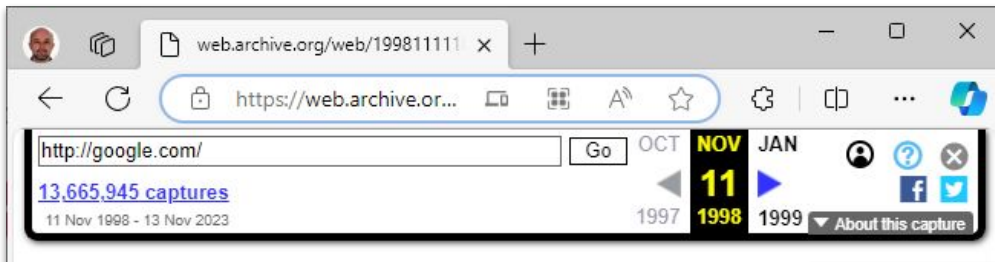 web.archive.org/web/199811111
https://web.archive.or...
http://google.com/ Go OCT NOV JAN
13,665,945 captures 11
11 Nov 1998 - 13 Nov 2023 1997 1998 1999 About this capture